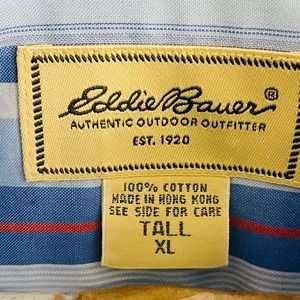 Eddie Bauer®
AUTHENTIC OUTDOOR OUTFITTER
EST. 1920
100% COTTON
MADE IN HONG KONG
SEE SIDE FOR CARE
TALL
XL